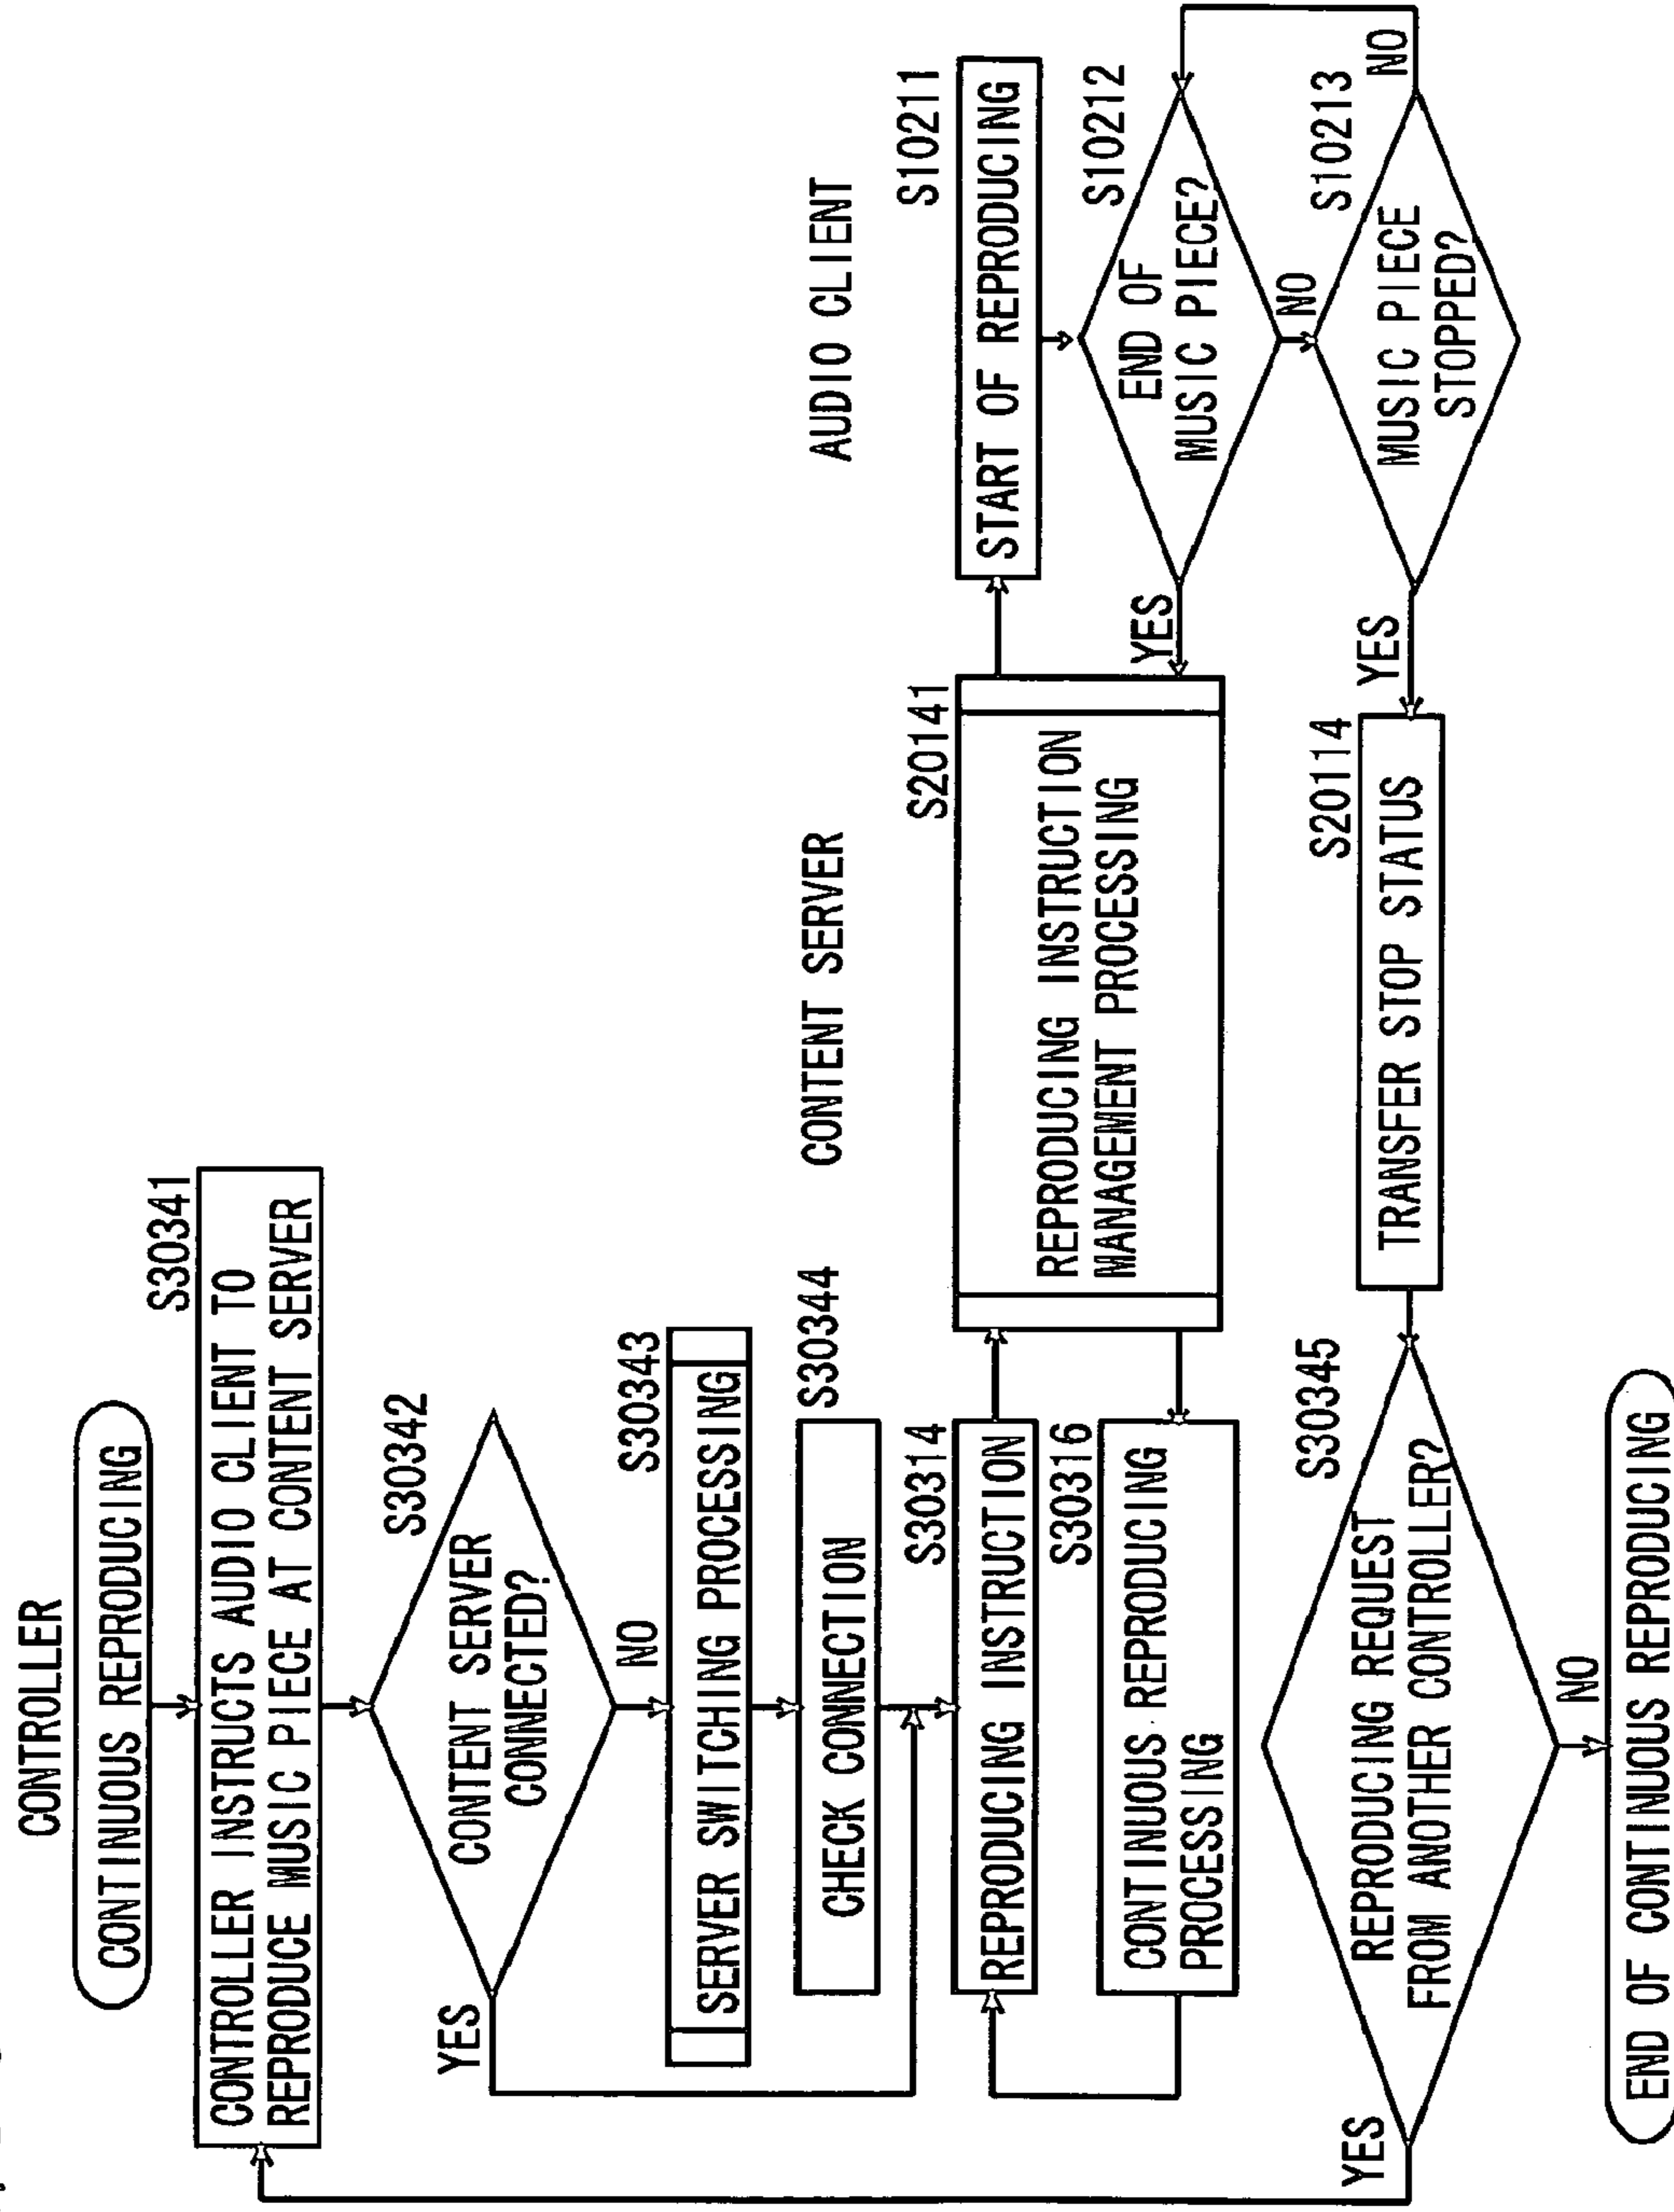 CONTROLLER
CONTENT SERVER
AUDIO CLIENT
CONTINUOUS REPRODUCING
S30341
CONTROLLER INSTRUCTS AUDIO CLIENT TO
REPRODUCE MUSIC PIECE AT CONTENT SERVER
S30342
CONTENT SERVER
CONNECTED?
YES
NO
S30343
SERVER SWITCHING PROCESSING
S30344
CHECK CONNECTION
S30314
REPRODUCING INSTRUCTION
S20141
REPRODUCING INSTRUCTION
MANAGEMENT PROCESSING
S10211
START OF REPRODUCING
S30316
CONTINUOUS REPRODUCING
PROCESSING
S10212
END OF
MUSIC PIECE?
YES
NO
S10213
MUSIC PIECE
STOPPED?
NO
YES
S20114
TRANSFER STOP STATUS
S30345
REPRODUCING REQUEST
FROM ANOTHER CONTROLLER?
YES
NO
END OF CONTINUOUS REPRODUCING